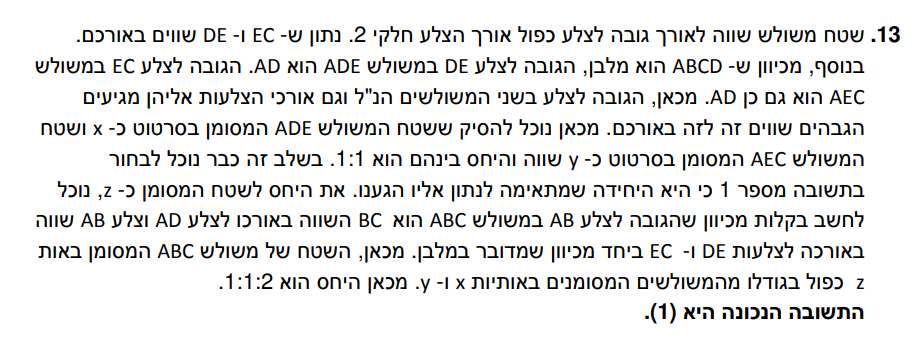 13. שטח משולש שווה לאורך גובה לצלע כפול אורך הצלע חלקי 2. נתון ש- EC ו- DE שווים באורכם.
בנוסף, מכיוון ש- ABCD הוא מלבן, הגובה לצלע DE במשולש ADE הוא AD. הגובה לצלע EC במשולש
AEC הוא גם כן AD. מכאן, הגובה לצלע בשני המשולשים הנ"ל וגם אורכי הצלעות אליהן מגיעים
הגבהים שווים זה לזה באורכם. מכאן נוכל להסיק ששטח המשולש ADE המסומן בסרטוט כ- x ושטח
המשולש AEC המסומן בסרטוט כ- y שווה והיחס בינהם הוא 1:1. בשלב זה כבר נוכל לבחור
בתשובה מספר 1 כי היא היחידה שמתאימה לנתון אליו הגענו. את היחס לשטח המסומן כ- z, נוכל
לחשב בקלות מכיוון שהגובה לצלע AB במשולש ABC הוא BC השווה באורכו לצלע AD וצלע AB שווה
באורכה לצלעות DE ו- EC ביחד מכיוון שמדובר במלבן. מכאן, השטח של משולש ABC המסומן באות
z כפול בגודלו מהמשולשים המסומנים באותיות x ו- y. מכאן היחס הוא 1:1:2.
התשובה הנכונה היא (1).